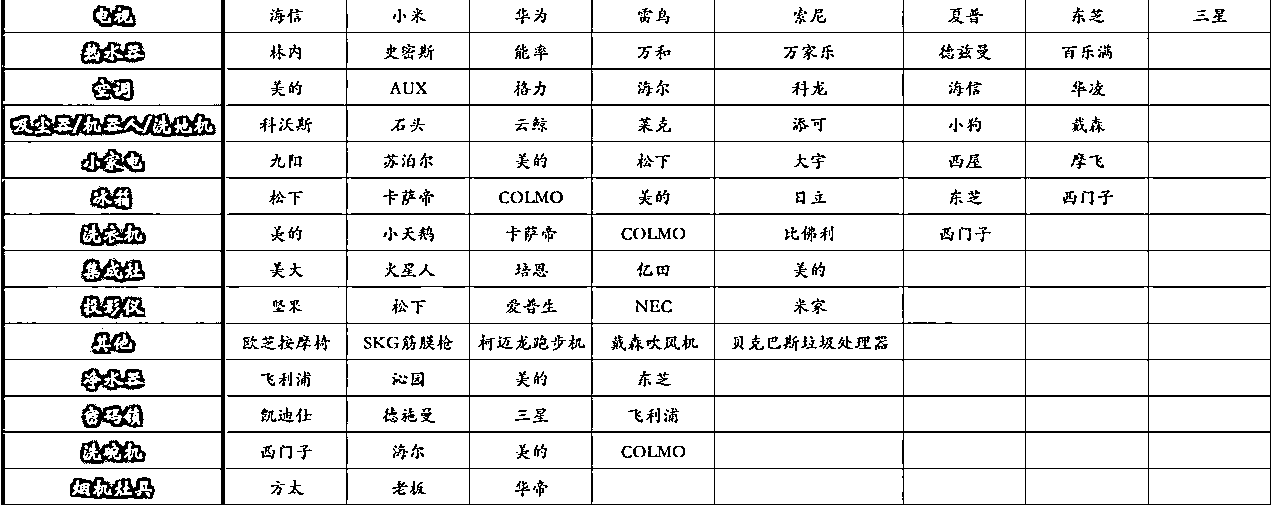 电视 海信 小米 华为 雷鸟 索尼 夏普 东芝 三星
热水器 林内 史密斯 能率 万和 万家乐 德兹曼 百乐满
空调 美的 AUX 格力 海尔 科龙 海信 华凌
吸尘器/机器人/洗地机 科沃斯 石头 云鲸 莱克 添可 小狗 戴森
小家电 九阳 苏泊尔 美的 松下 大宇 西屋 摩飞
冰箱 松下 卡萨帝 COLMO 美的 日立 东芝 西门子
洗衣机 美的 小天鹅 卡萨帝 COLMO 比佛利 西门子
集成灶 美大 火星人 培恩 亿田 美的
投影仪 坚果 松下 爱普生 NEC 米家
其他 欧芝按摩椅 SKG筋膜枪 柯迈龙跑步机 戴森吹风机 贝克巴斯垃圾处理器
净水器 飞利浦 沁园 美的 东芝
密码锁 凯迪仕 德施曼 三星 飞利浦
洗碗机 西门子 海尔 美的 COLMO
烟机灶具 方太 老板 华帝